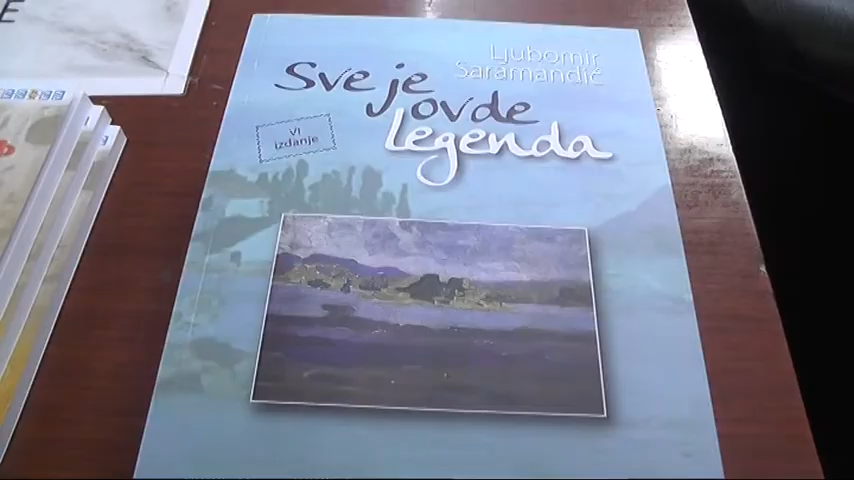 E
Ljubomir
Saramandić
Sve je
ovde
legenda
VI
izdanje